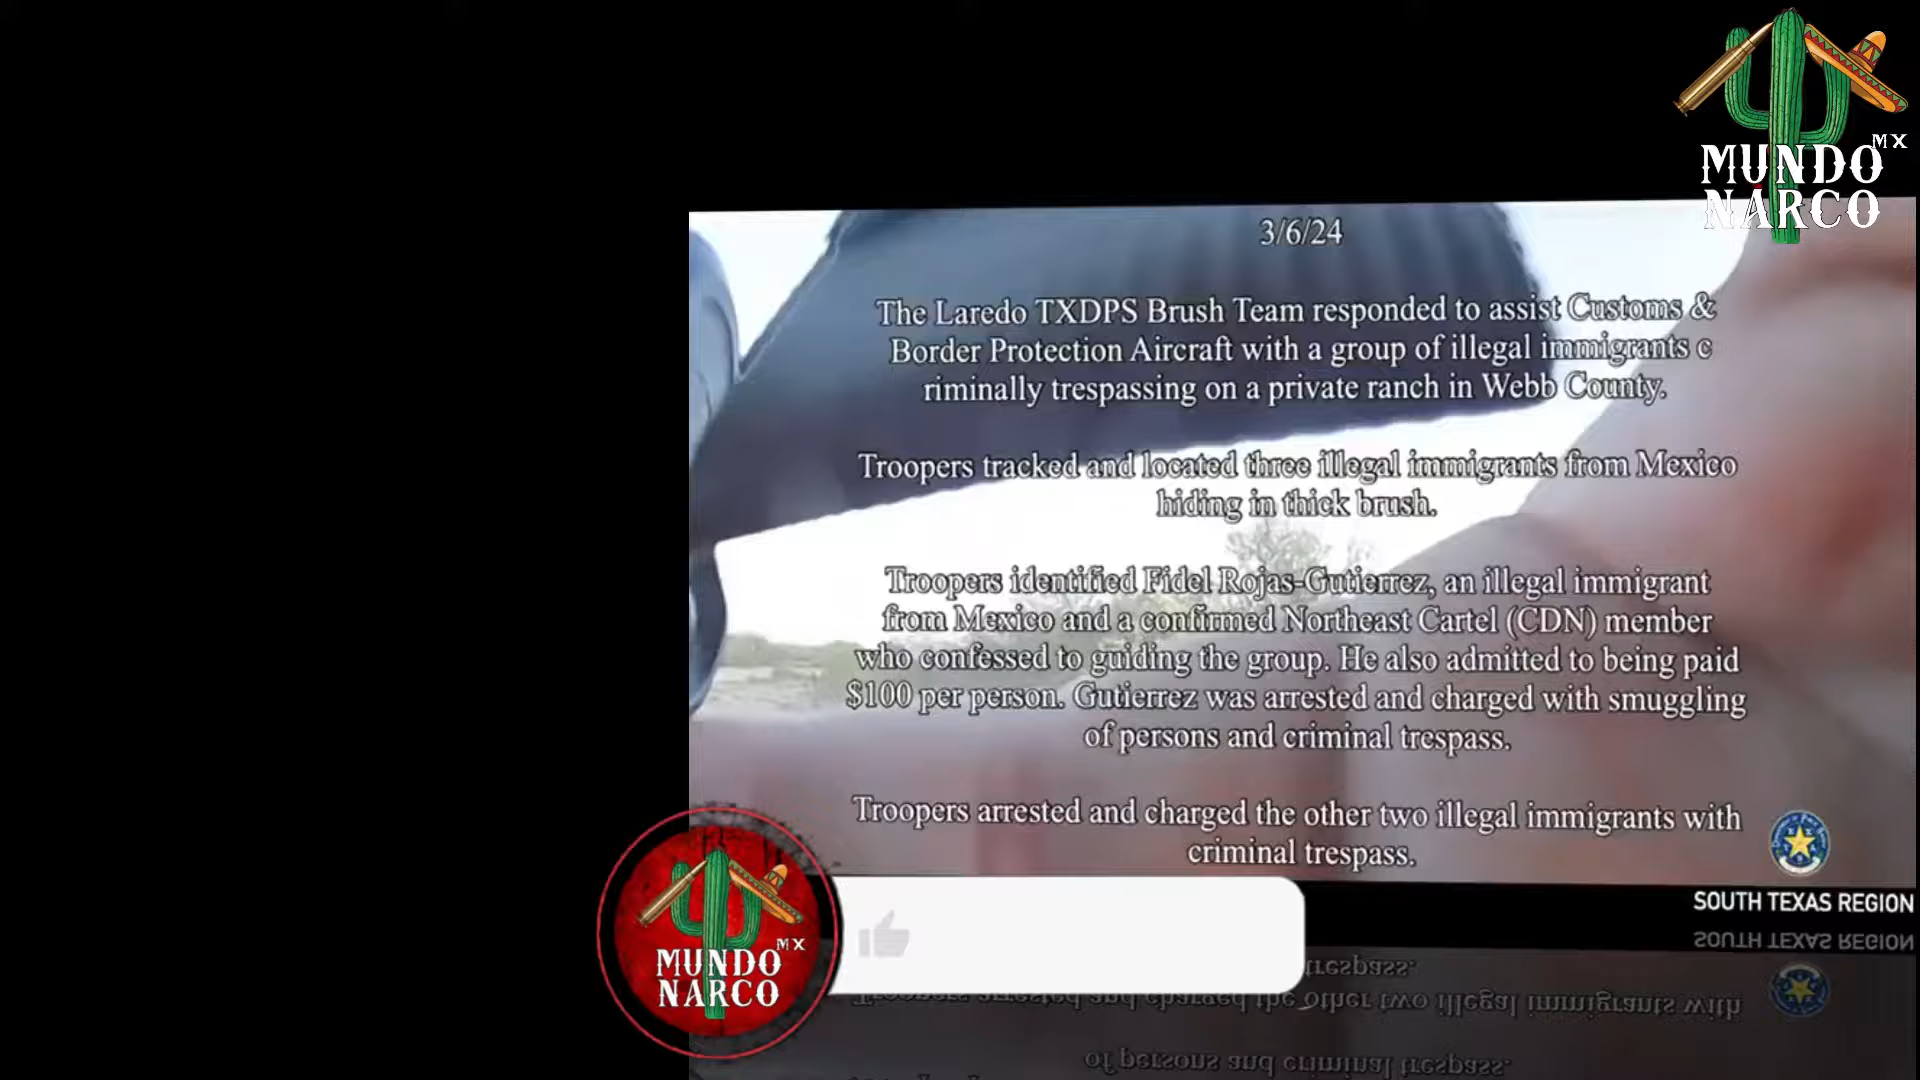 MUNDO MX
NARCO
3/6/24
The Laredo TXDPS Brush Team responded to assist Customs &
Border Protection Aircraft with a group of illegal immigrants c
riminally trespassing on a private ranch in Webb County.
Troopers tracked and located three illegal immigrants from Mexico
hiding in thick brush.
Troopers identified Fidel Rojas-Gutierrez, an illegal immigrant
from Mexico and a confirmed Northeast Cartel (CDN) member
who confessed to guiding the group. He also admitted to being paid
$100 per person. Gutierrez was arrested and charged with smuggling
of persons and criminal trespass.
Troopers arrested and charged the other two illegal immigrants with
criminal trespass.
SOUTH TEXAS REGION
MUNDO MX
NARCO